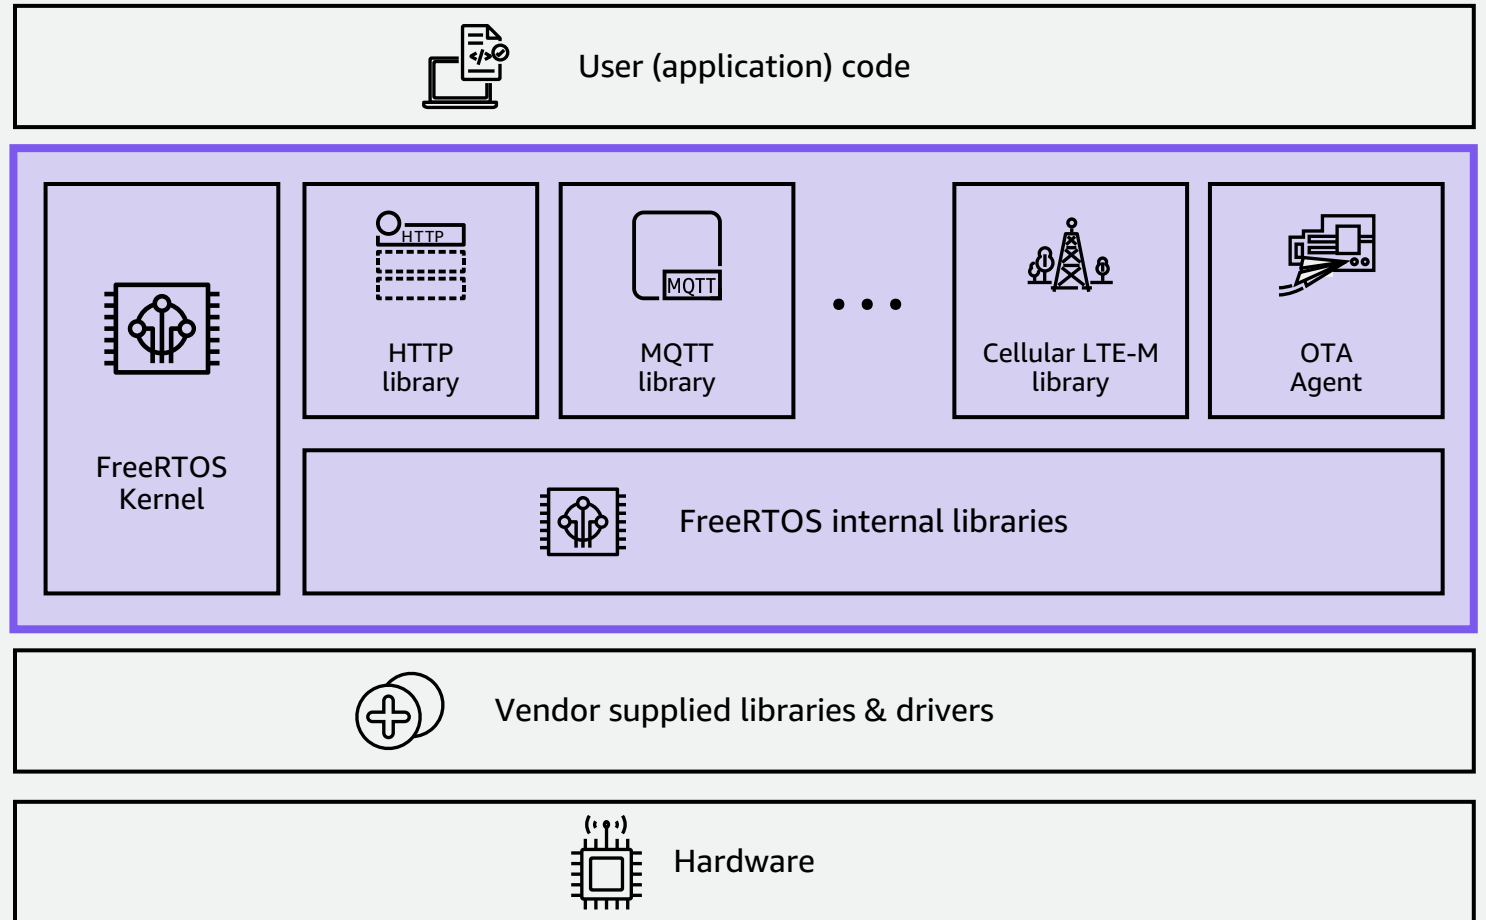 </>
User (application) code
HTTP
HTTP
library
MQTT
MQTT
library
Cellular LTE-M
library
OTA
Agent
FreeRTOS
Kernel
FreeRTOS internal libraries
Vendor supplied libraries & drivers
Hardware